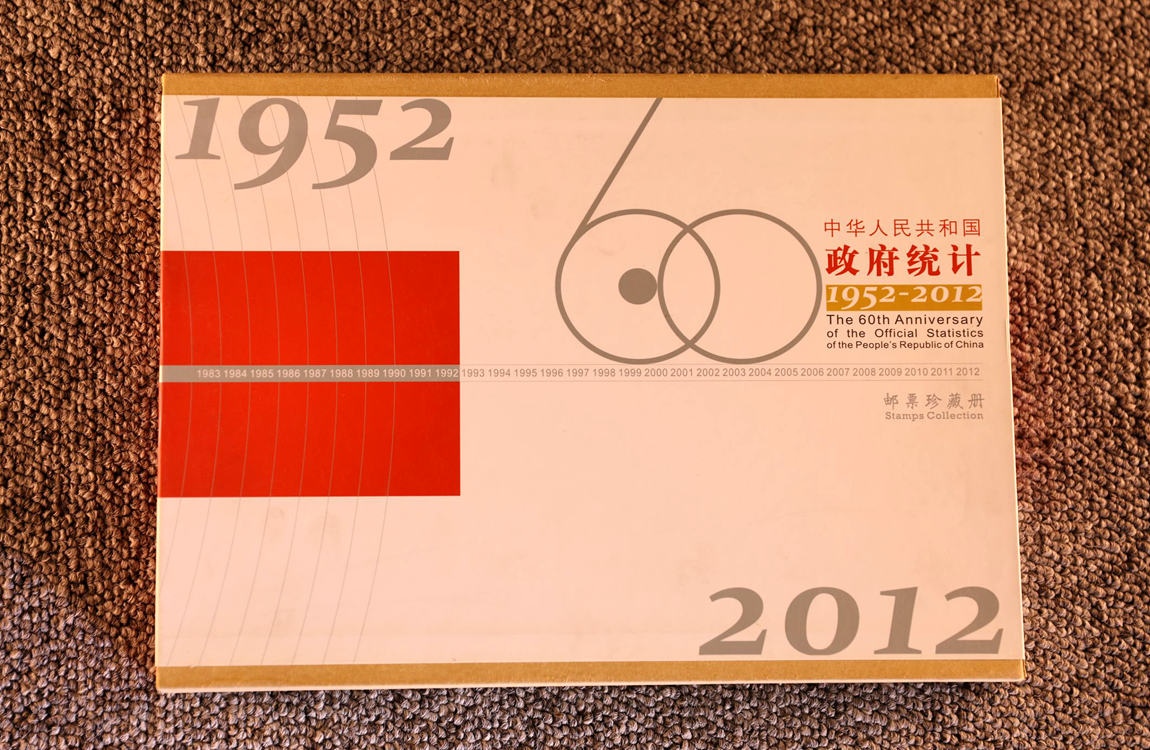 1952
60
中华人民共和国
政府统计
1952-2012
The 60th Anniversary
of the Official Statistics
of the People's Republic of China
1983 1984 1985 1986 1987 1988 1989 1990 1991 1992 1993 1994 1995 1996 1997 1998 1999 2000 2001 2002 2003 2004 2005 2006 2007 2008 2009 2010 2011 2012
邮票珍藏册
Stamps Collection
2012